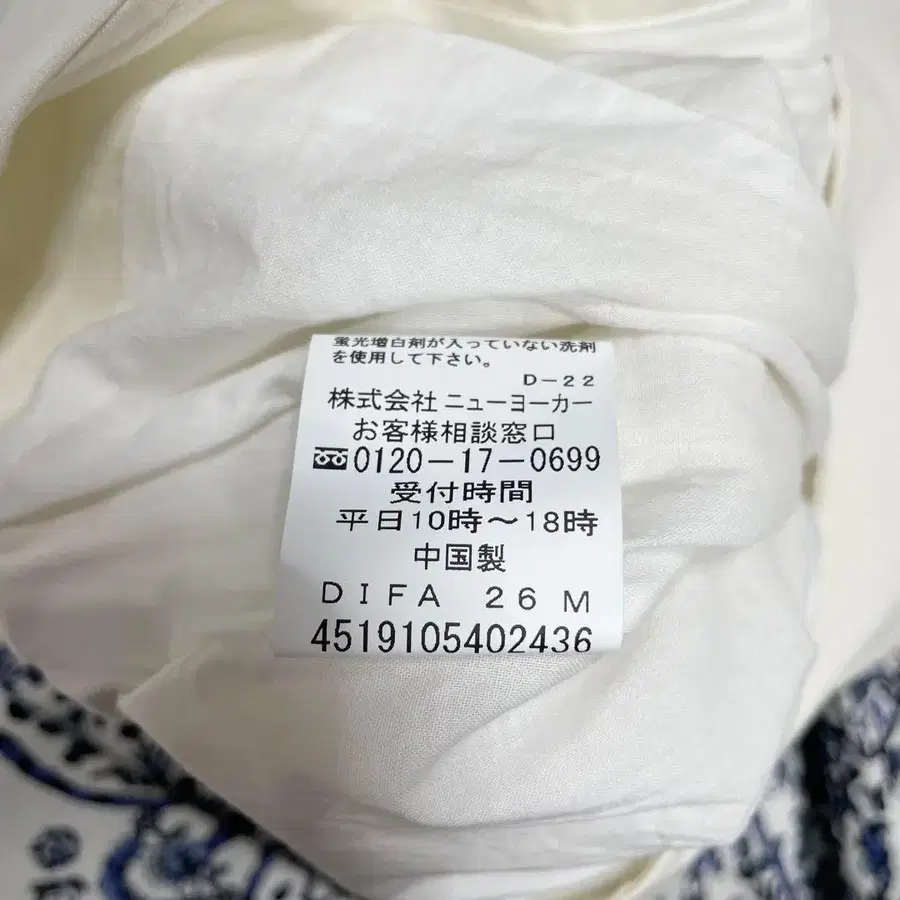 蛍光増白剤が入っていない洗剤
を使用して下さい。
D-22
株式会社 ニューヨーカー
お客様相談窓口
0120-17-0699
受付時間
平日10時〜18時
中国製
DIFA 26 M
4519105402436